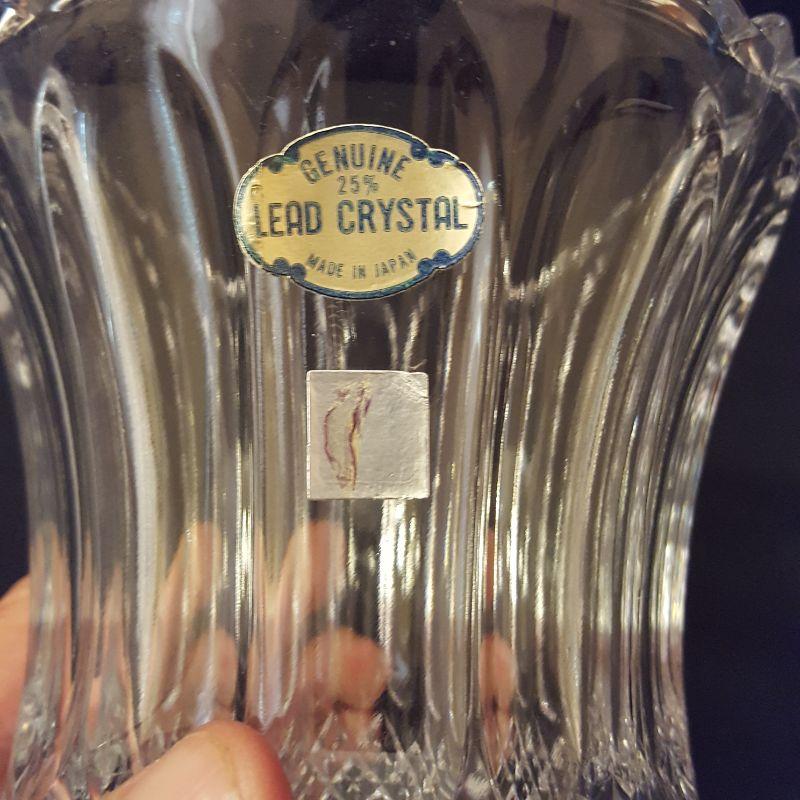 GENUINE
25%
LEAD CRYSTAL
MADE IN JAPAN